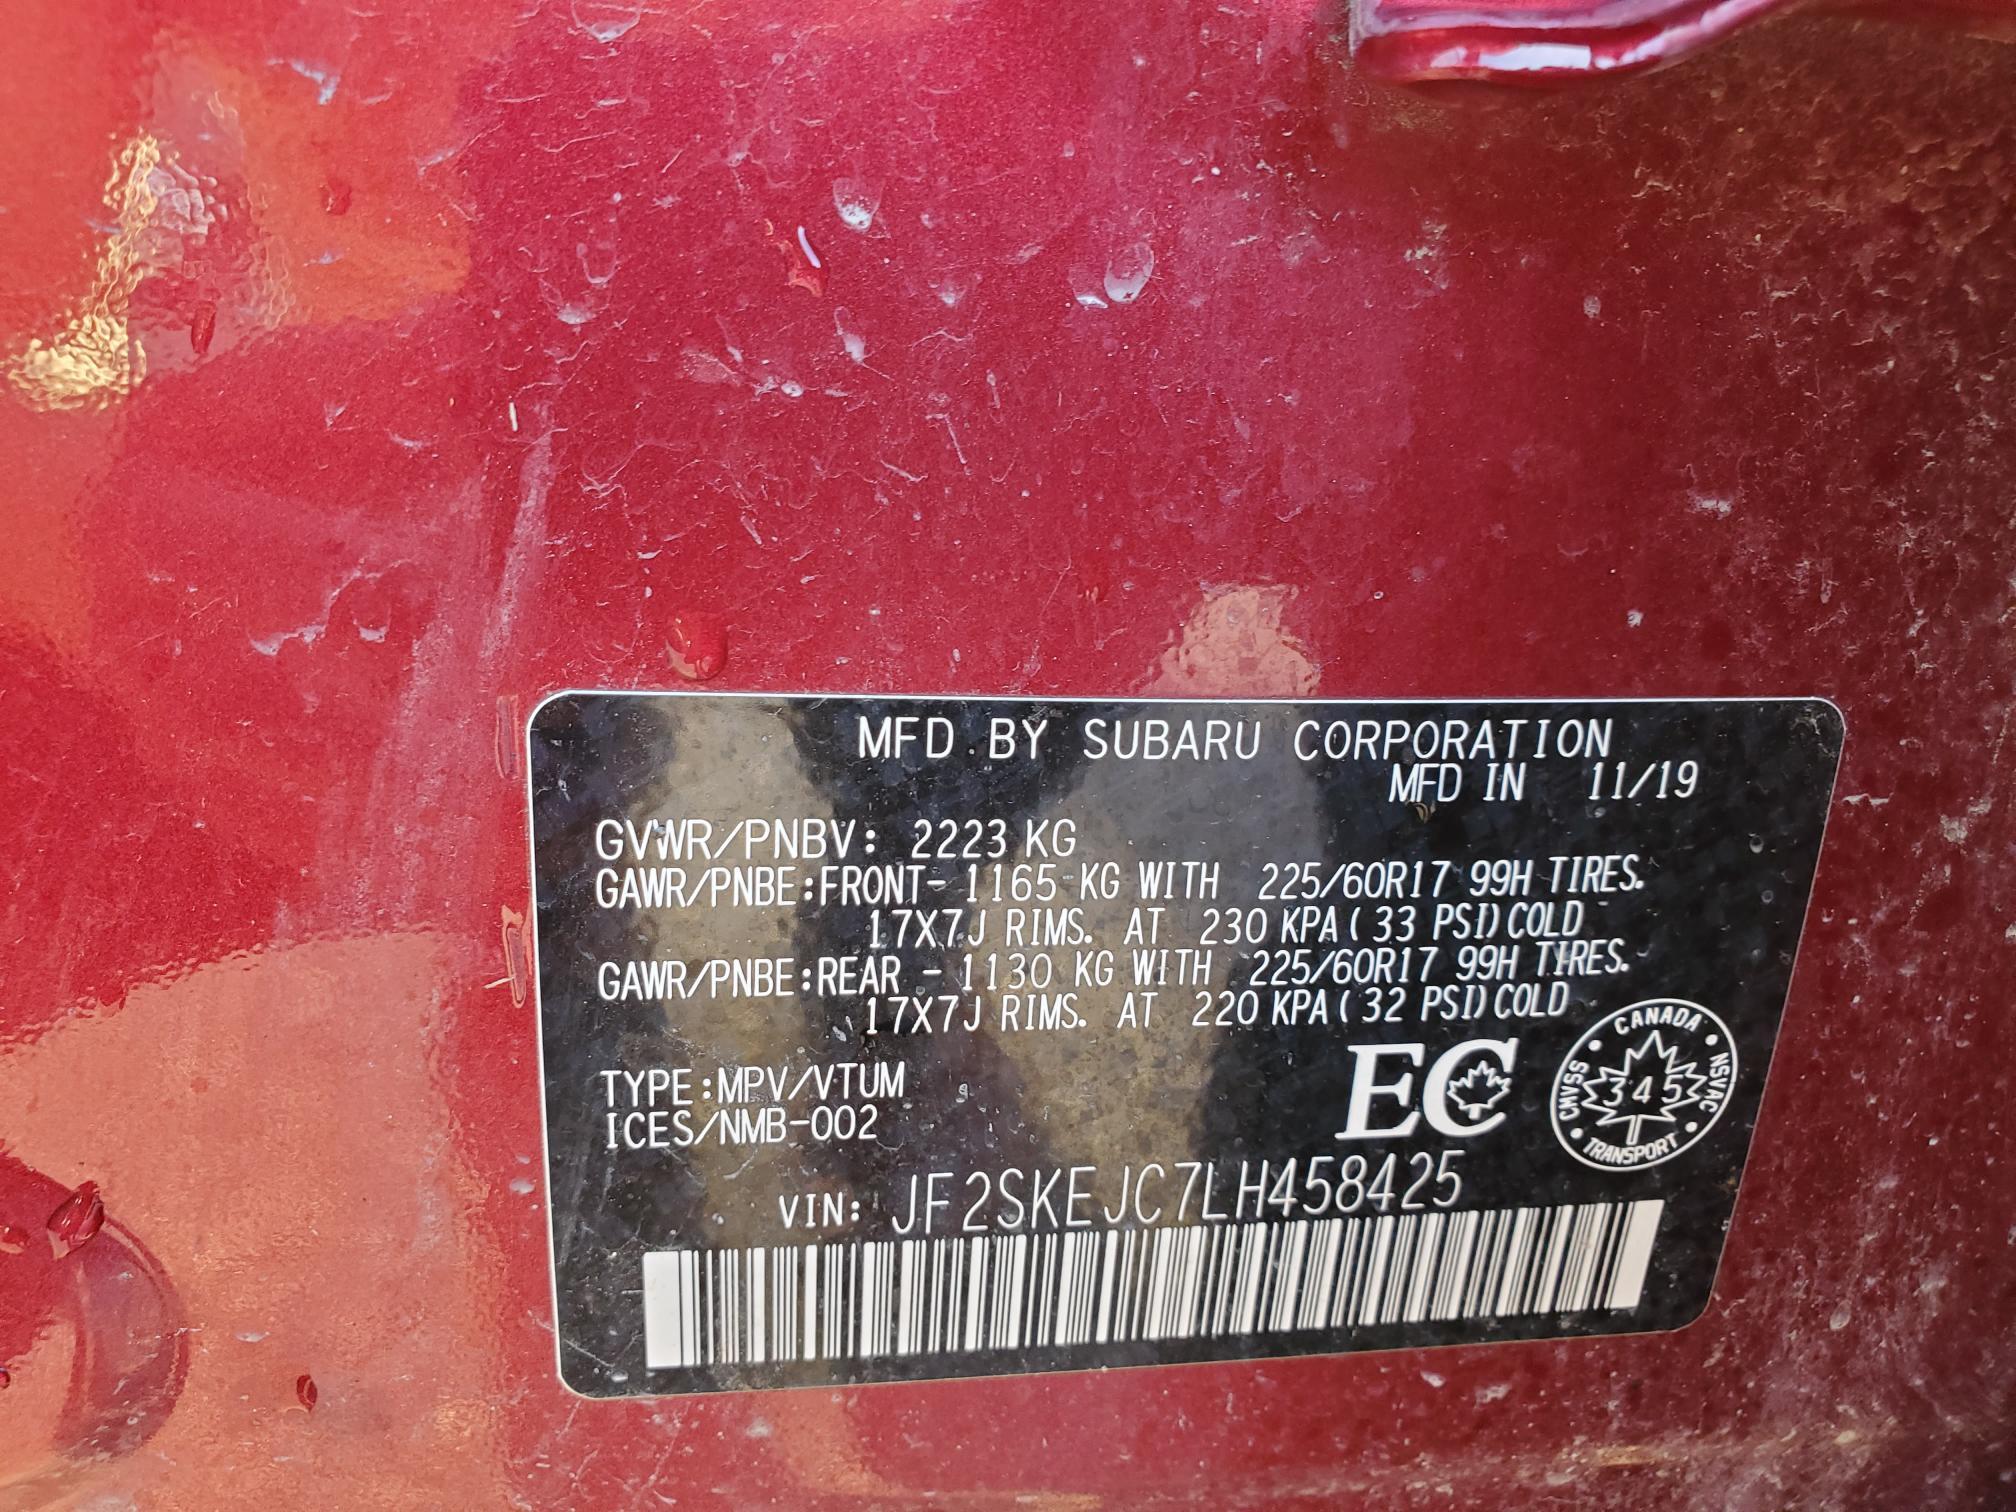 MFD.BY SUBARU CORPORATION
MFD IN 11/19
GVWR/PNBV: 2223 KG
GAWR/PNBE:FRONT- 1165 KG WITH 225/60R17 99H TIRES.
17X7J RIMS. AT 230 KPA( 33 PSI)COLD
GAWR/PNBE:REAR - 1130 KG WITH 225/60R17 99H TIRES.
17X7J RIMS. AT 220 KPA( 32 PSI)COLD
TYPE:MPV/VTUM
ICES/NMB-002
EC
CANADA
CMVSS
345
NSVAC
TRANSPORT
VIN: JF2SKEJC7LH458425